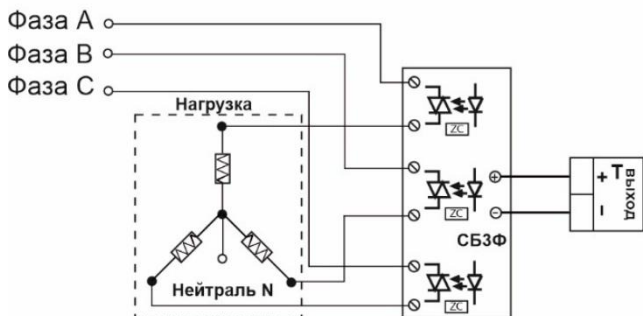 Фаза A
Фаза B
Фаза C
Нагрузка
ZC
ZC
+
−
+ Т
−
выход
СБ3Ф
Нейтраль N
ZC